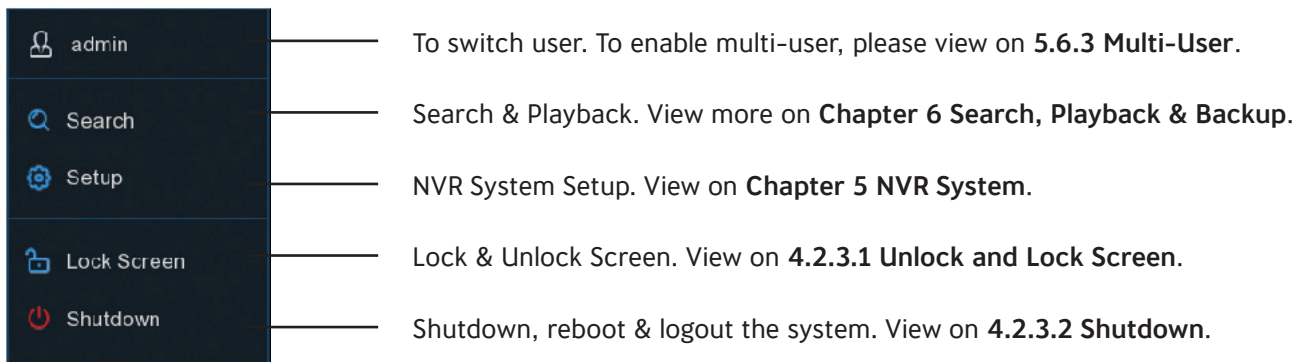 admin To switch user. To enable multi-user, please view on 5.6.3 Multi-User.
Search Search & Playback. View more on Chapter 6 Search, Playback & Backup.
Setup NVR System Setup. View on Chapter 5 NVR System.
Lock Screen Lock & Unlock Screen. View on 4.2.3.1 Unlock and Lock Screen.
Shutdown Shutdown, reboot & logout the system. View on 4.2.3.2 Shutdown.